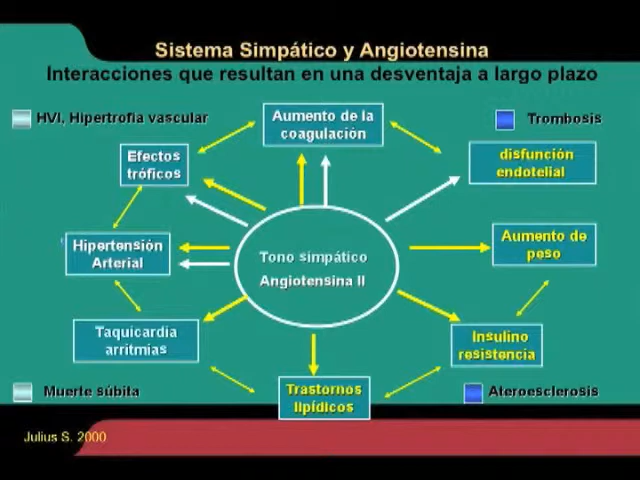 Sistema Simpático y Angiotensina
Interacciones que resultan en una desventaja a largo plazo
HVI, Hipertrofia vascular
Aumento de la
coagulación
Trombosis
Efectos
tróficos
disfunción
endotelial
Hipertensión
Arterial
Tono simpático
Angiotensina II
Aumento de
peso
Taquicardia
arritmias
Insulino
resistencia
Muerte súbita
Trastornos
lipídicos
Ateroesclerosis
Julius S. 2000